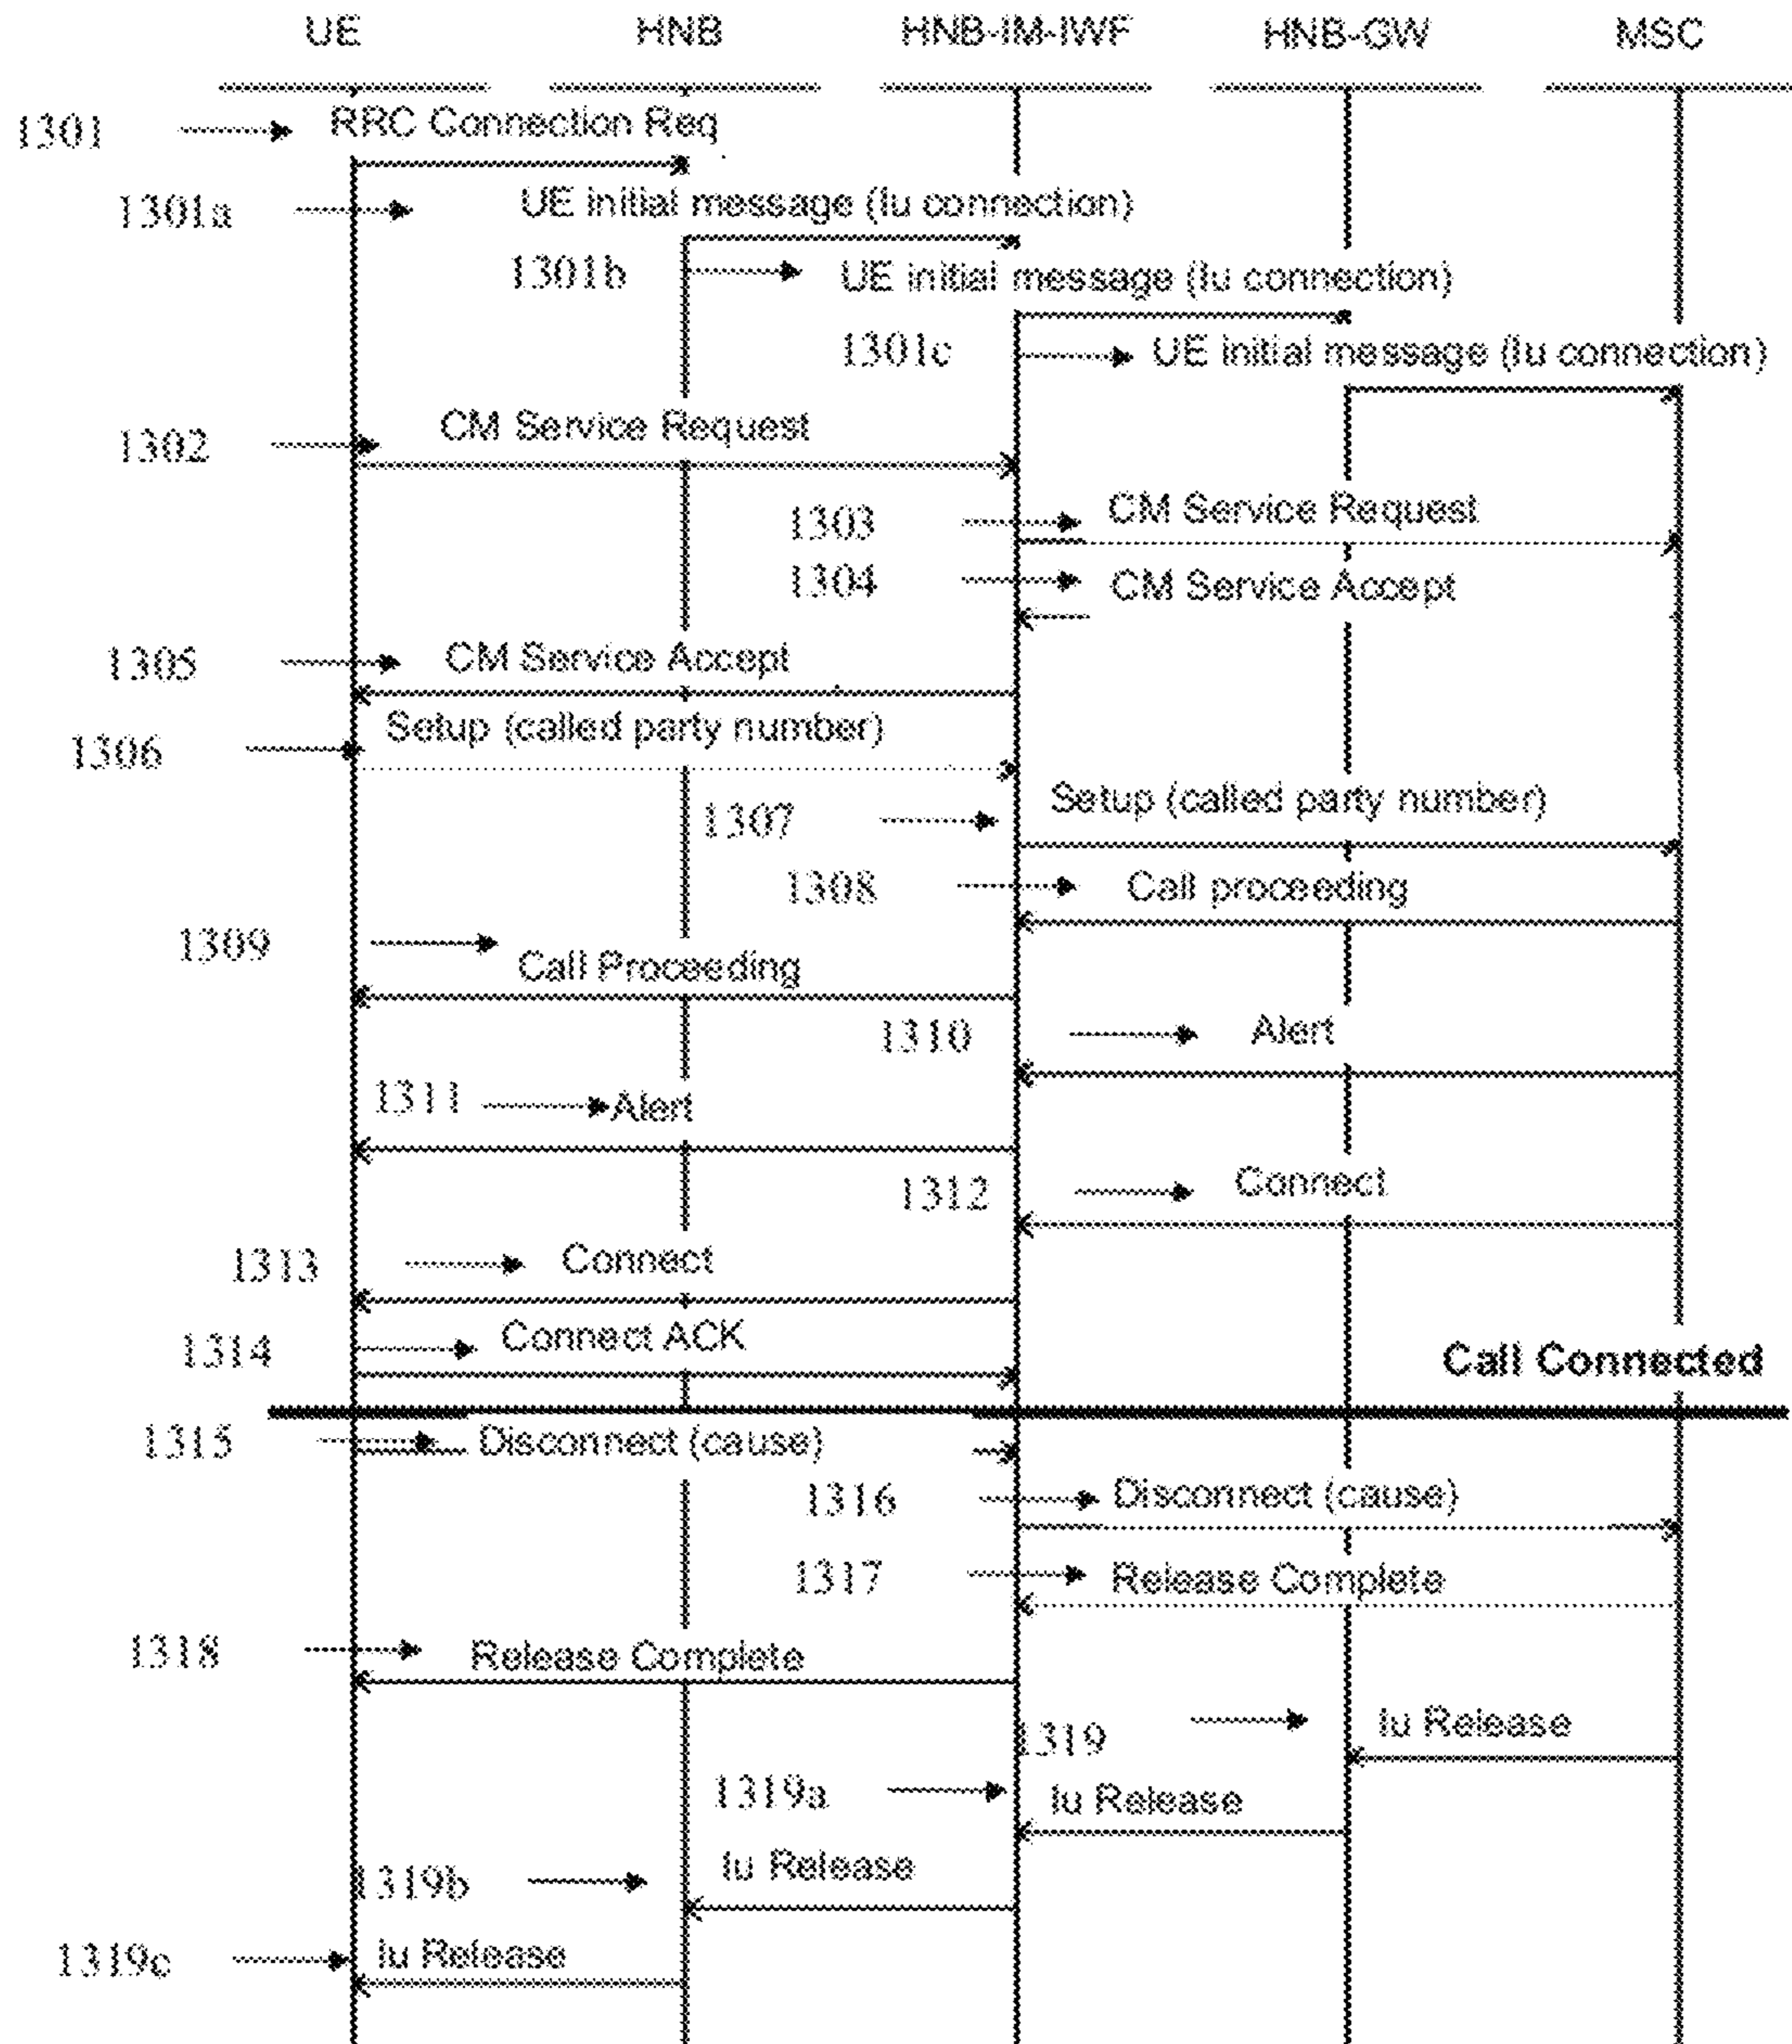 UE HNB HNB-IM-IWF HNB-GW MSC
1301 RRC Connection Req
1301a UE initial message (Iu connection)
1301b UE initial message (Iu connection)
1301c UE initial message (Iu connection)
1302 CM Service Request
1303 CM Service Request
1304 CM Service Accept
1305 CM Service Accept
1306 Setup (called party number)
1307 Setup (called party number)
1308 Call proceeding
1309 Call Proceeding
1310 Alert
1311 Alert
1312 Connect
1313 Connect
1314 Connect ACK
Call Connected
1315 Disconnect (cause)
1316 Disconnect (cause)
1317 Release Complete
1318 Release Complete
1319 Iu Release
1319a Iu Release
1319b Iu Release
1319c Iu Release